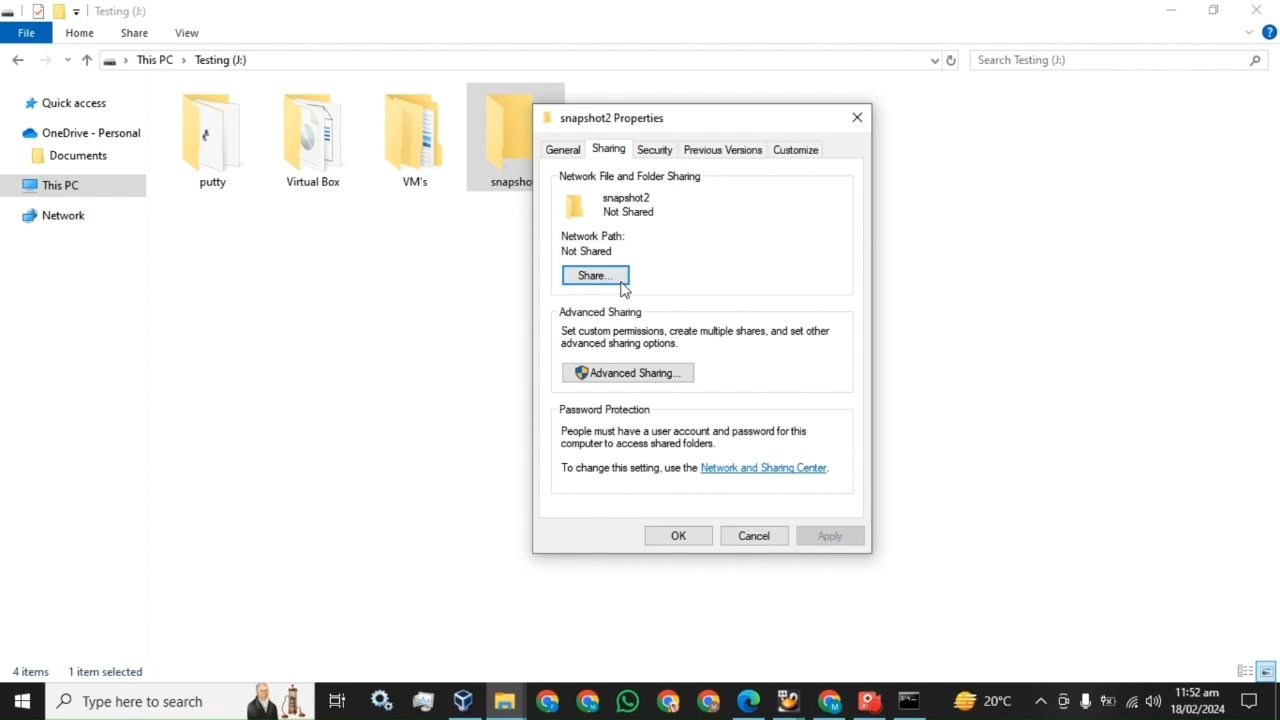 Testing (J:)
File Home Share View
This PC Testing (J:)
Search Testing (J:)
Quick access
OneDrive - Personal
Documents
This PC
Network
putty
Virtual Box
VM's
snapsho
snapshot2 Properties
General Sharing Security Previous Versions Customize
Network File and Folder Sharing
snapshot2
Not Shared
Network Path:
Not Shared
Share...
Advanced Sharing
Set custom permissions, create multiple shares, and set other
advanced sharing options.
Advanced Sharing...
Password Protection
People must have a user account and password for this
computer to access shared folders.
To change this setting, use the Network and Sharing Center.
OK Cancel Apply
4 items 1 item selected
Type here to search
20°C
11:52 am
18/02/2024